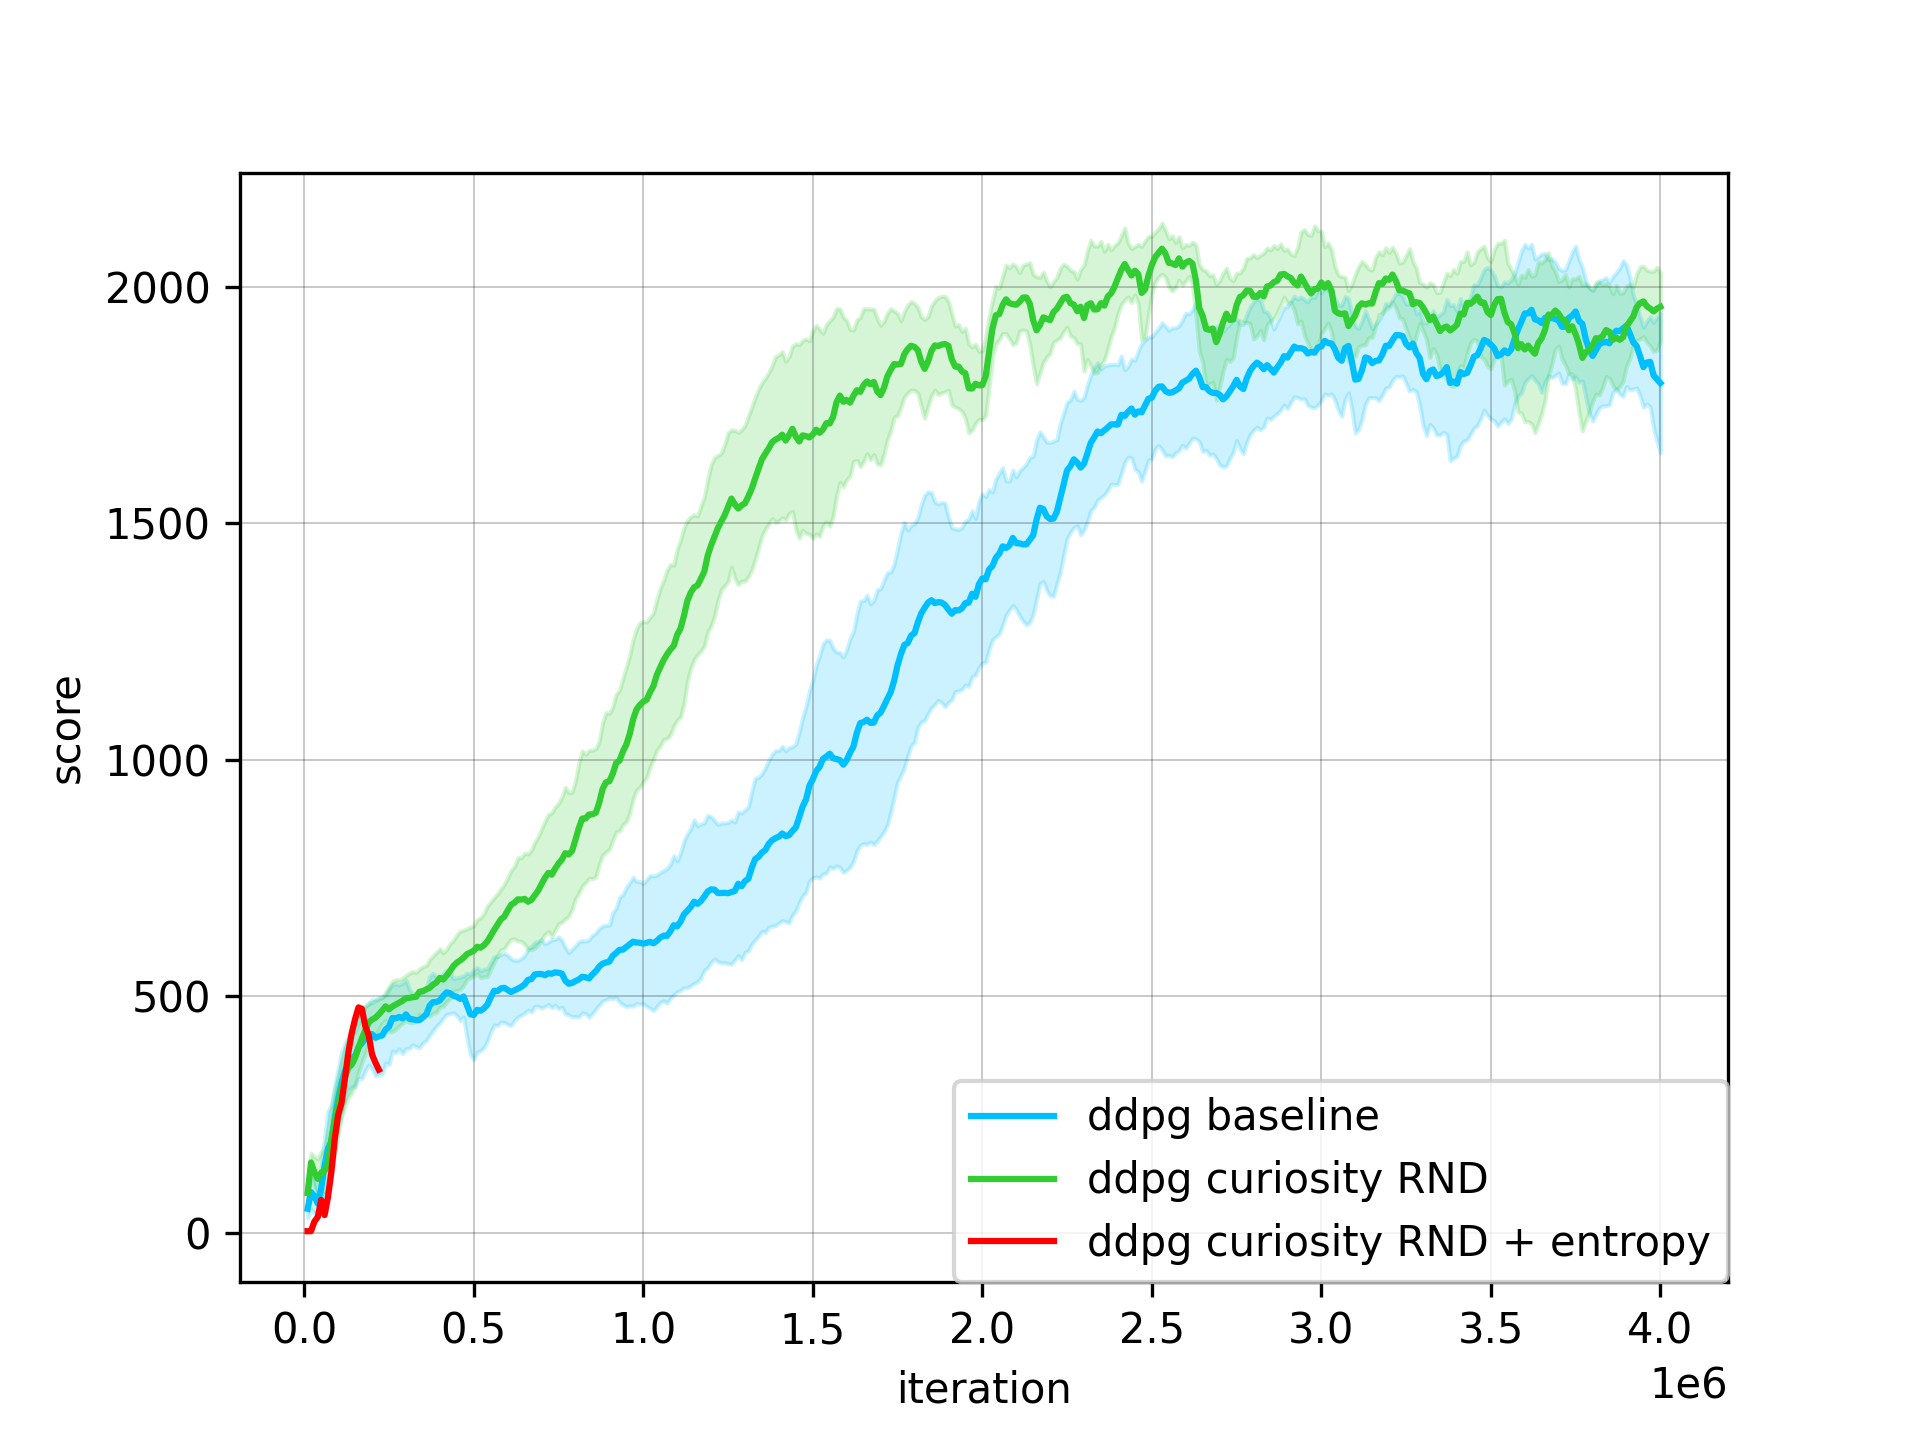 2000
1500
1000
500
0
score
0.0 0.5 1.0 1.5 2.0 2.5 3.0 3.5 4.0
1e6
iteration
ddpg baseline
ddpg curiosity RND
ddpg curiosity RND + entropy